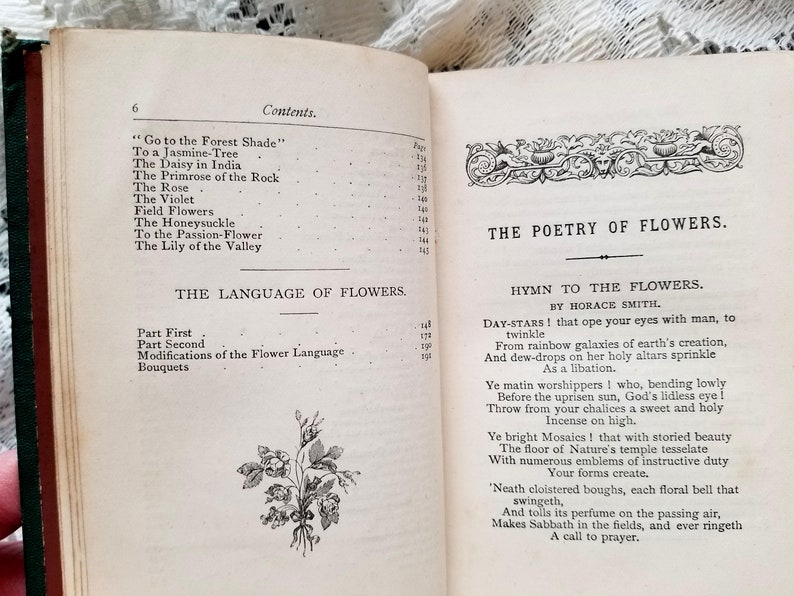 6 Contents.
Page
"Go to the Forest Shade" . . . . 134
To a Jasmine-Tree . . . . 136
The Daisy in India . . . . 137
The Primrose of the Rock . . . . 138
The Rose . . . . 140
The Violet . . . . 140
Field Flowers . . . . 142
The Honeysuckle . . . . 143
To the Passion-Flower . . . . 144
The Lily of the Valley . . . . 145
THE LANGUAGE OF FLOWERS.
Part First . . . . 148
Part Second . . . . 172
Modifications of the Flower Language . . . 190
Bouquets . . . . 191
THE POETRY OF FLOWERS.
HYMN TO THE FLOWERS.
BY HORACE SMITH.
DAY-STARS ! that ope your eyes with man, to
twinkle
From rainbow galaxies of earth's creation,
And dew-drops on her holy altars sprinkle
As a libation.
Ye matin worshippers ! who, bending lowly
Before the uprisen sun, God's lidless eye !
Throw from your chalices a sweet and holy
Incense on high.
Ye bright Mosaics ! that with storied beauty
The floor of Nature's temple tesselate
With numerous emblems of instructive duty
Your forms create.
'Neath cloistered boughs, each floral bell that
swingeth,
And tolls its perfume on the passing air,
Makes Sabbath in the fields, and ever ringeth
A call to prayer.